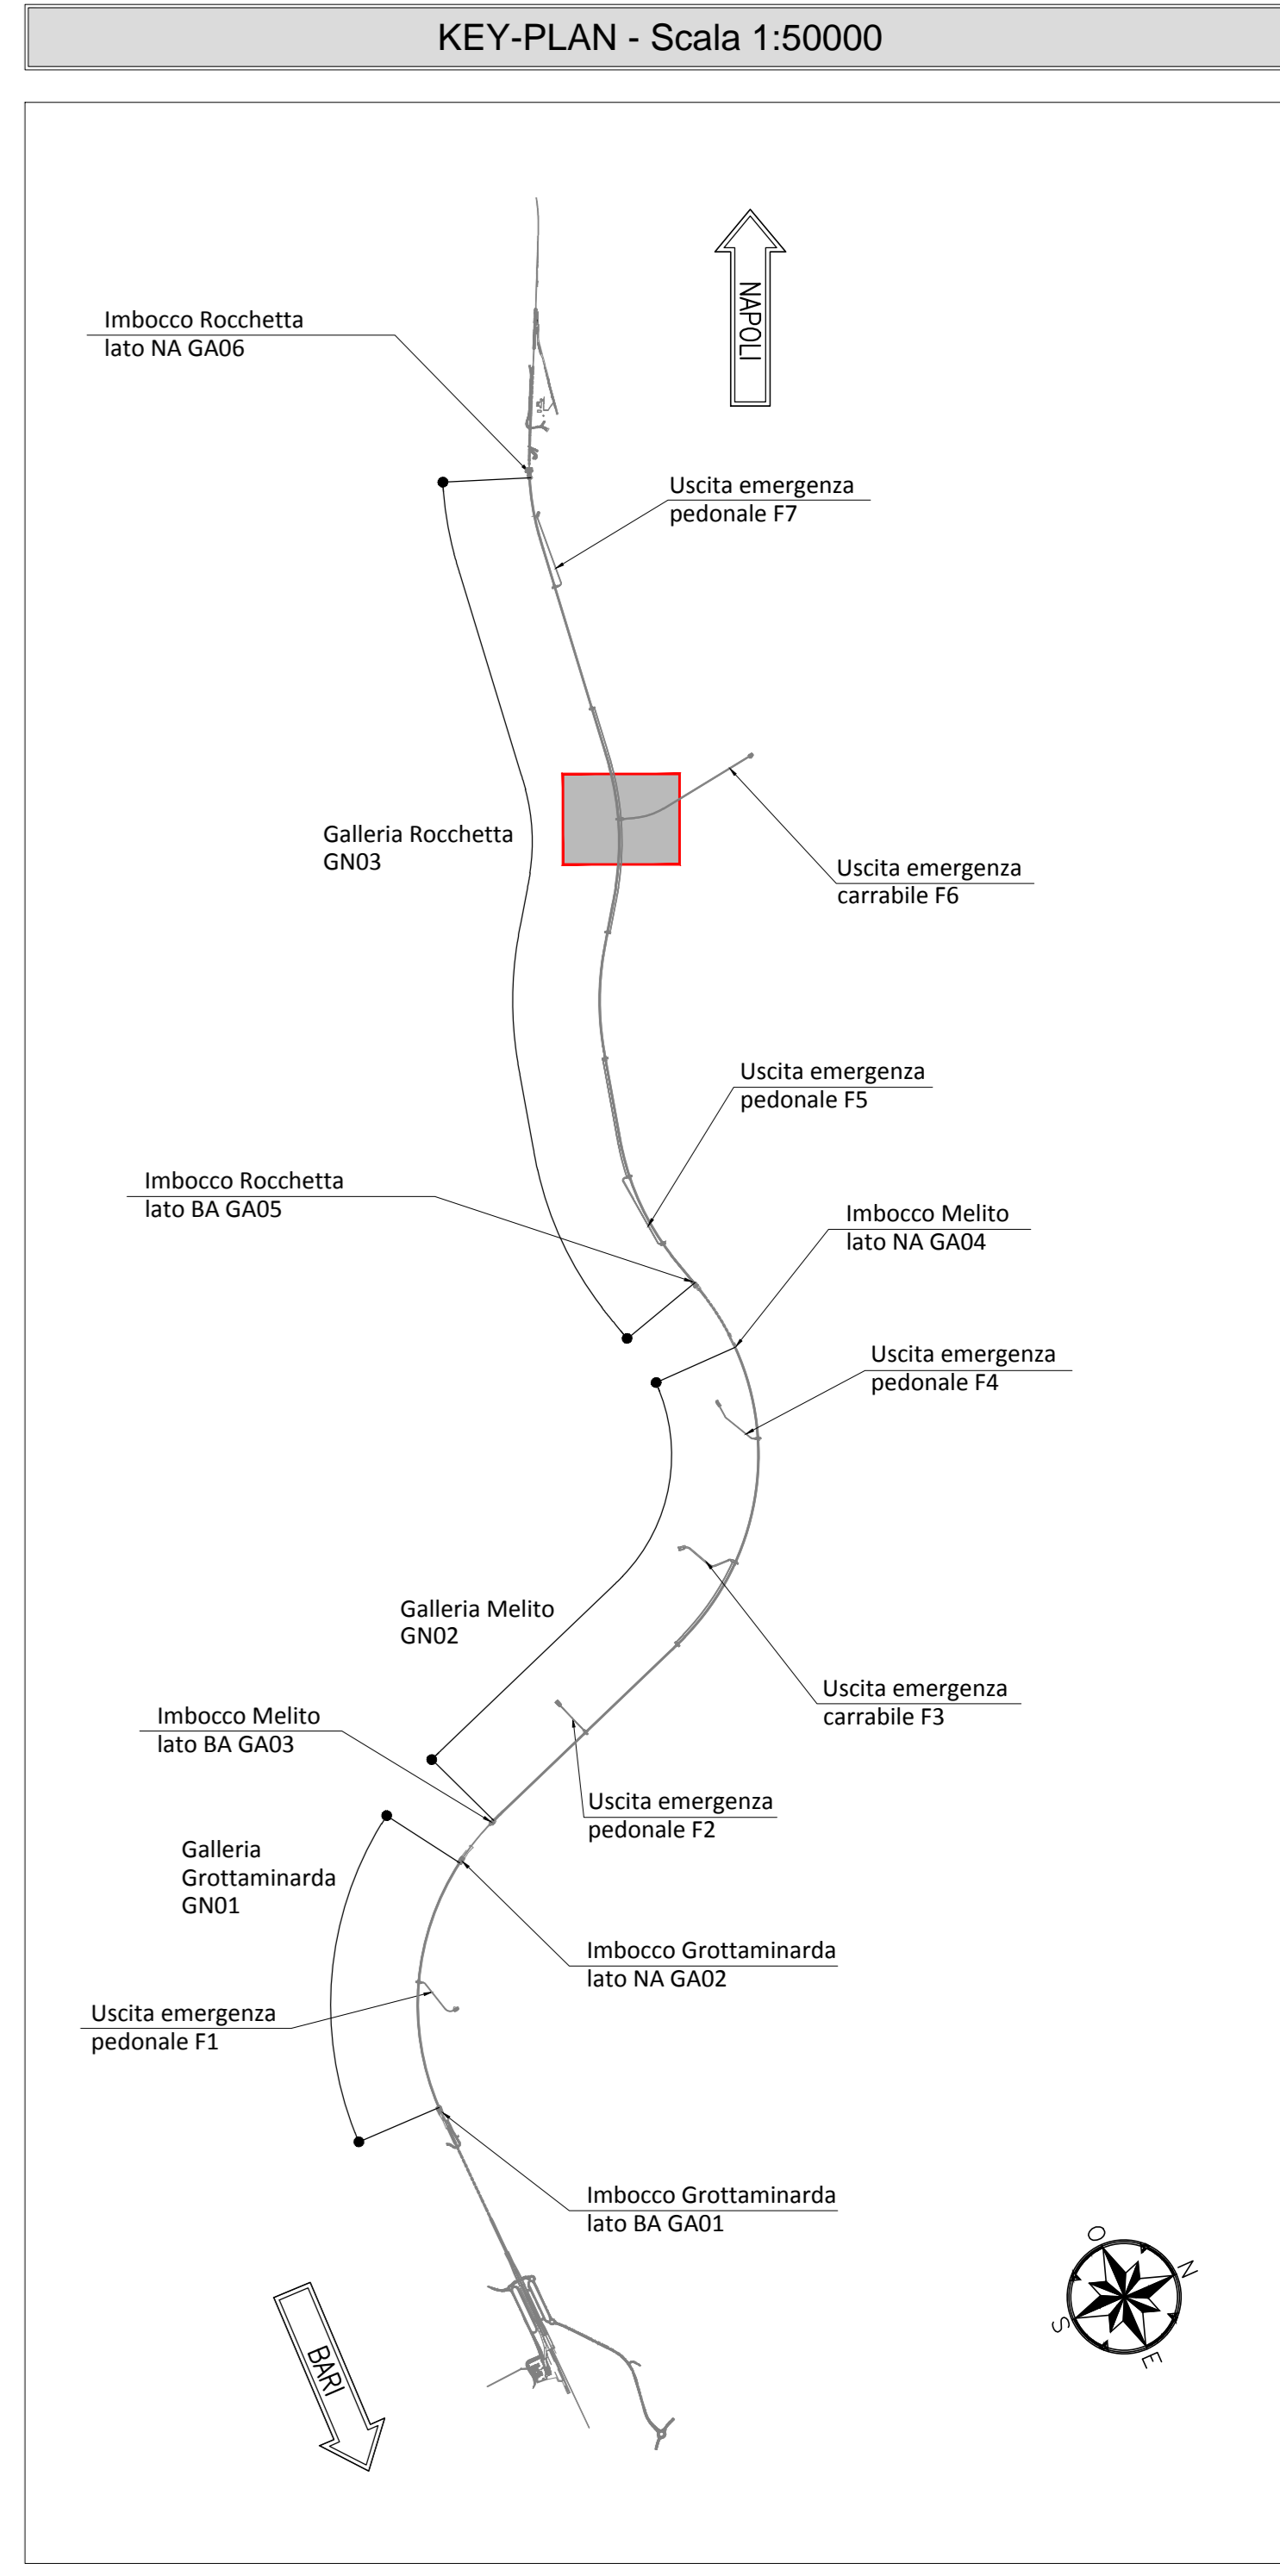 KEY-PLAN - Scala 1:50000
NAPOLI
Imbocco Rocchetta
lato NA GA06
Uscita emergenza
pedonale F7
Galleria Rocchetta
GN03
Uscita emergenza
carrabile F6
Uscita emergenza
pedonale F5
Imbocco Rocchetta
lato BA GA05
Imbocco Melito
lato NA GA04
Uscita emergenza
pedonale F4
Galleria Melito
GN02
Uscita emergenza
carrabile F3
Imbocco Melito
lato BA GA03
Uscita emergenza
pedonale F2
Galleria
Grottaminarda
GN01
Imbocco Grottaminarda
lato NA GA02
Uscita emergenza
pedonale F1
Imbocco Grottaminarda
lato BA GA01
O
N
S
E
BARI